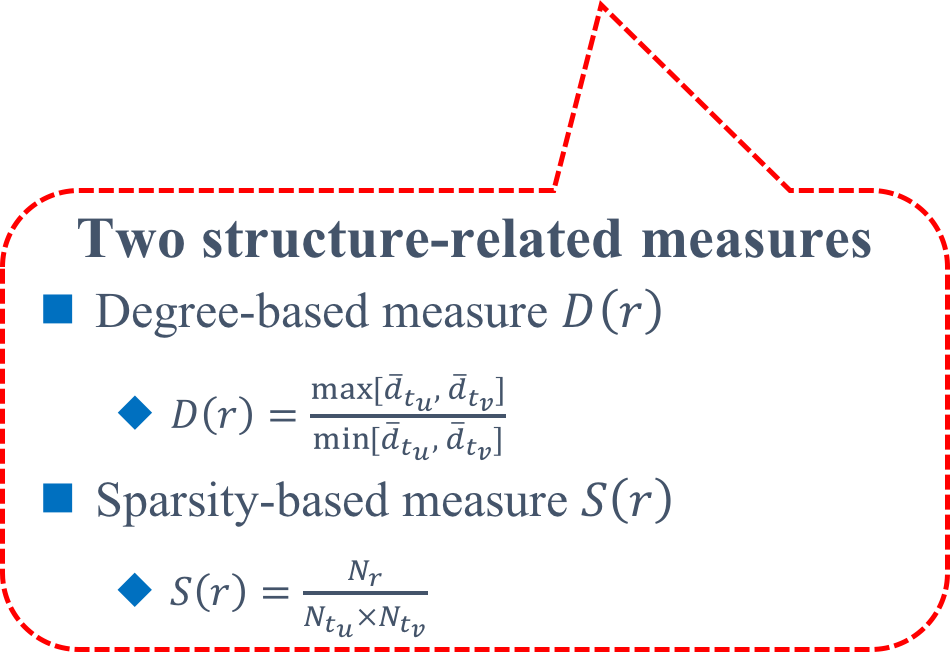 Two structure-related measures
■ Degree-based measure D(r)
◆ D(r) = max[d̄_{t_u}, d̄_{t_v}] / min[d̄_{t_u}, d̄_{t_v}]
■ Sparsity-based measure S(r)
◆ S(r) = N_r / N_{t_u}×N_{t_v}